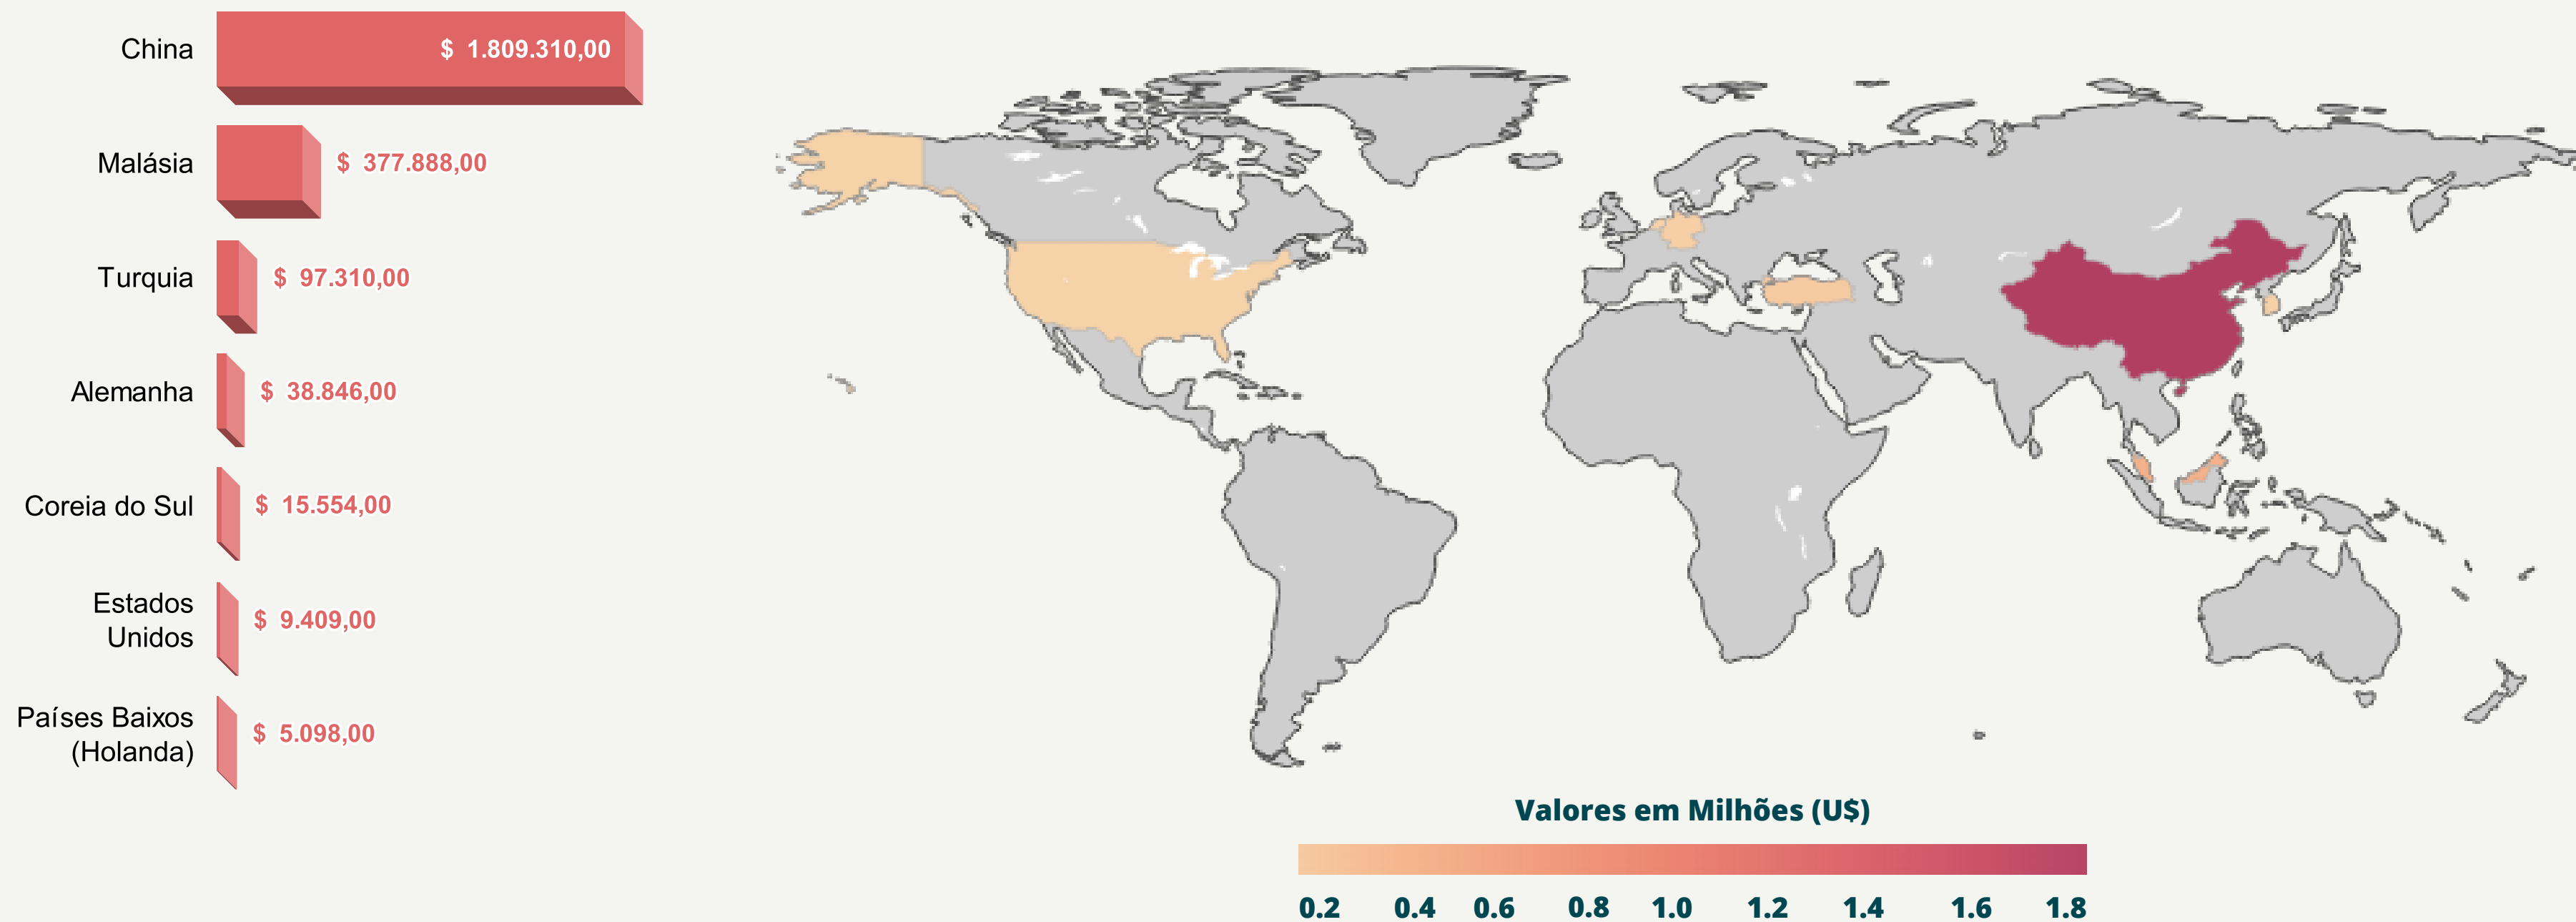 China
$ 1.809.310,00
Malásia
$ 377.888,00
Turquia
$ 97.310,00
Alemanha
$ 38.846,00
Coreia do Sul
$ 15.554,00
Estados
Unidos
$ 9.409,00
Países Baixos
(Holanda)
$ 5.098,00
Valores em Milhões (U$)
0.2 0.4 0.6 0.8 1.0 1.2 1.4 1.6 1.8